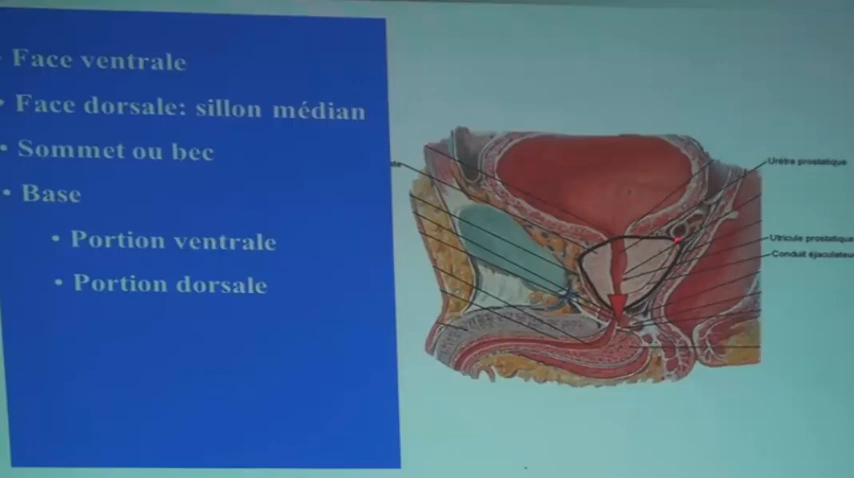 • Face ventrale
• Face dorsale: sillon médian
• Sommet ou bec
• Base
• Portion ventrale
• Portion dorsale
Urètre prostatique
Utricule prostatique
Conduit éjaculateu